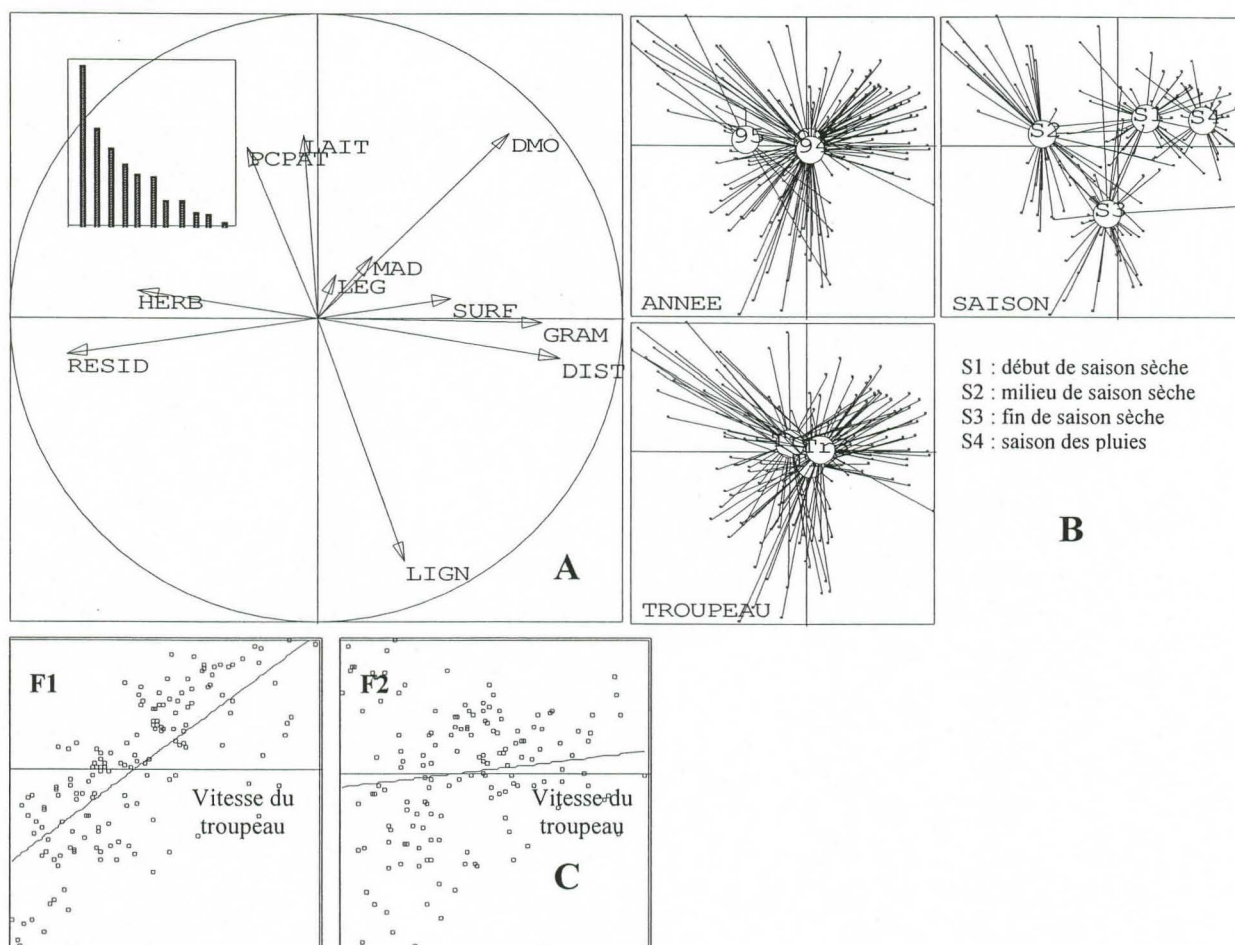 LAIT
PCPAT
DMO
MAD
LEG
HERB
SURF
GRAM
RESID
DIST
LIGN
A
95
94
ANNEE
S2
S1
S4
S3
SAISON
TROUPEAU
S1 : début de saison sèche
S2 : milieu de saison sèche
S3 : fin de saison sèche
S4 : saison des pluies
B
F1
Vitesse du
troupeau
F2
Vitesse du
troupeau
C